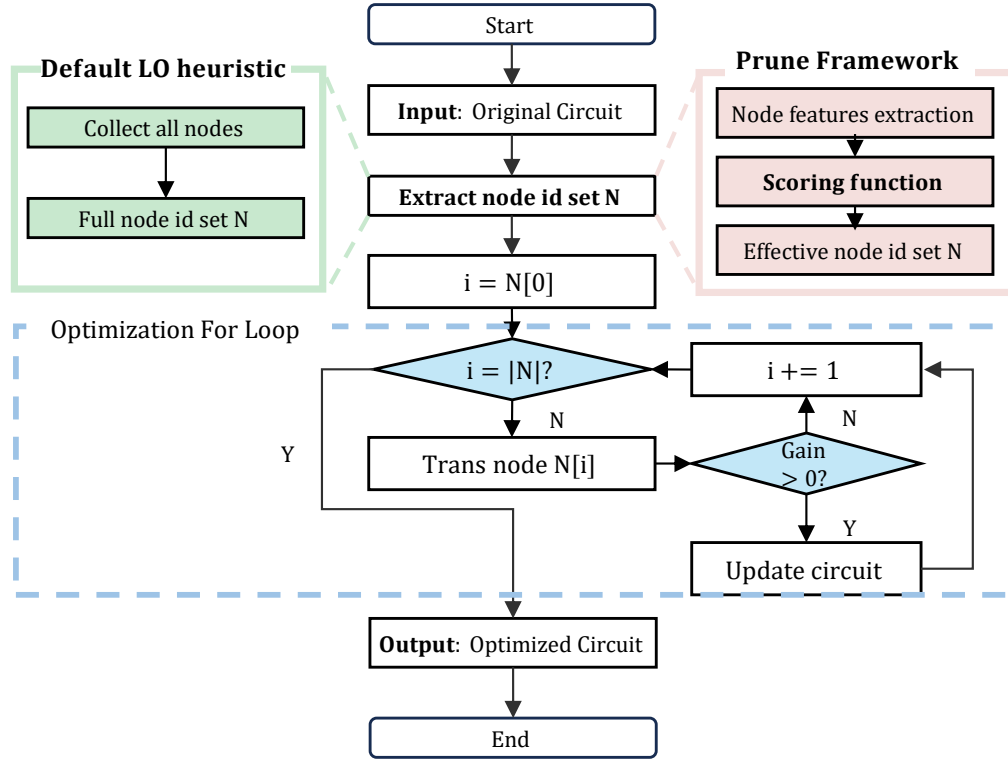 Start
Default LO heuristic
Collect all nodes
Full node id set N
Input: Original Circuit
Extract node id set N
i = N[0]
Prune Framework
Node features extraction
Scoring function
Effective node id set N
Optimization For Loop
i = |N|?
i += 1
N
N
Y
Trans node N[i]
Gain
> 0?
Y
Update circuit
Output: Optimized Circuit
End